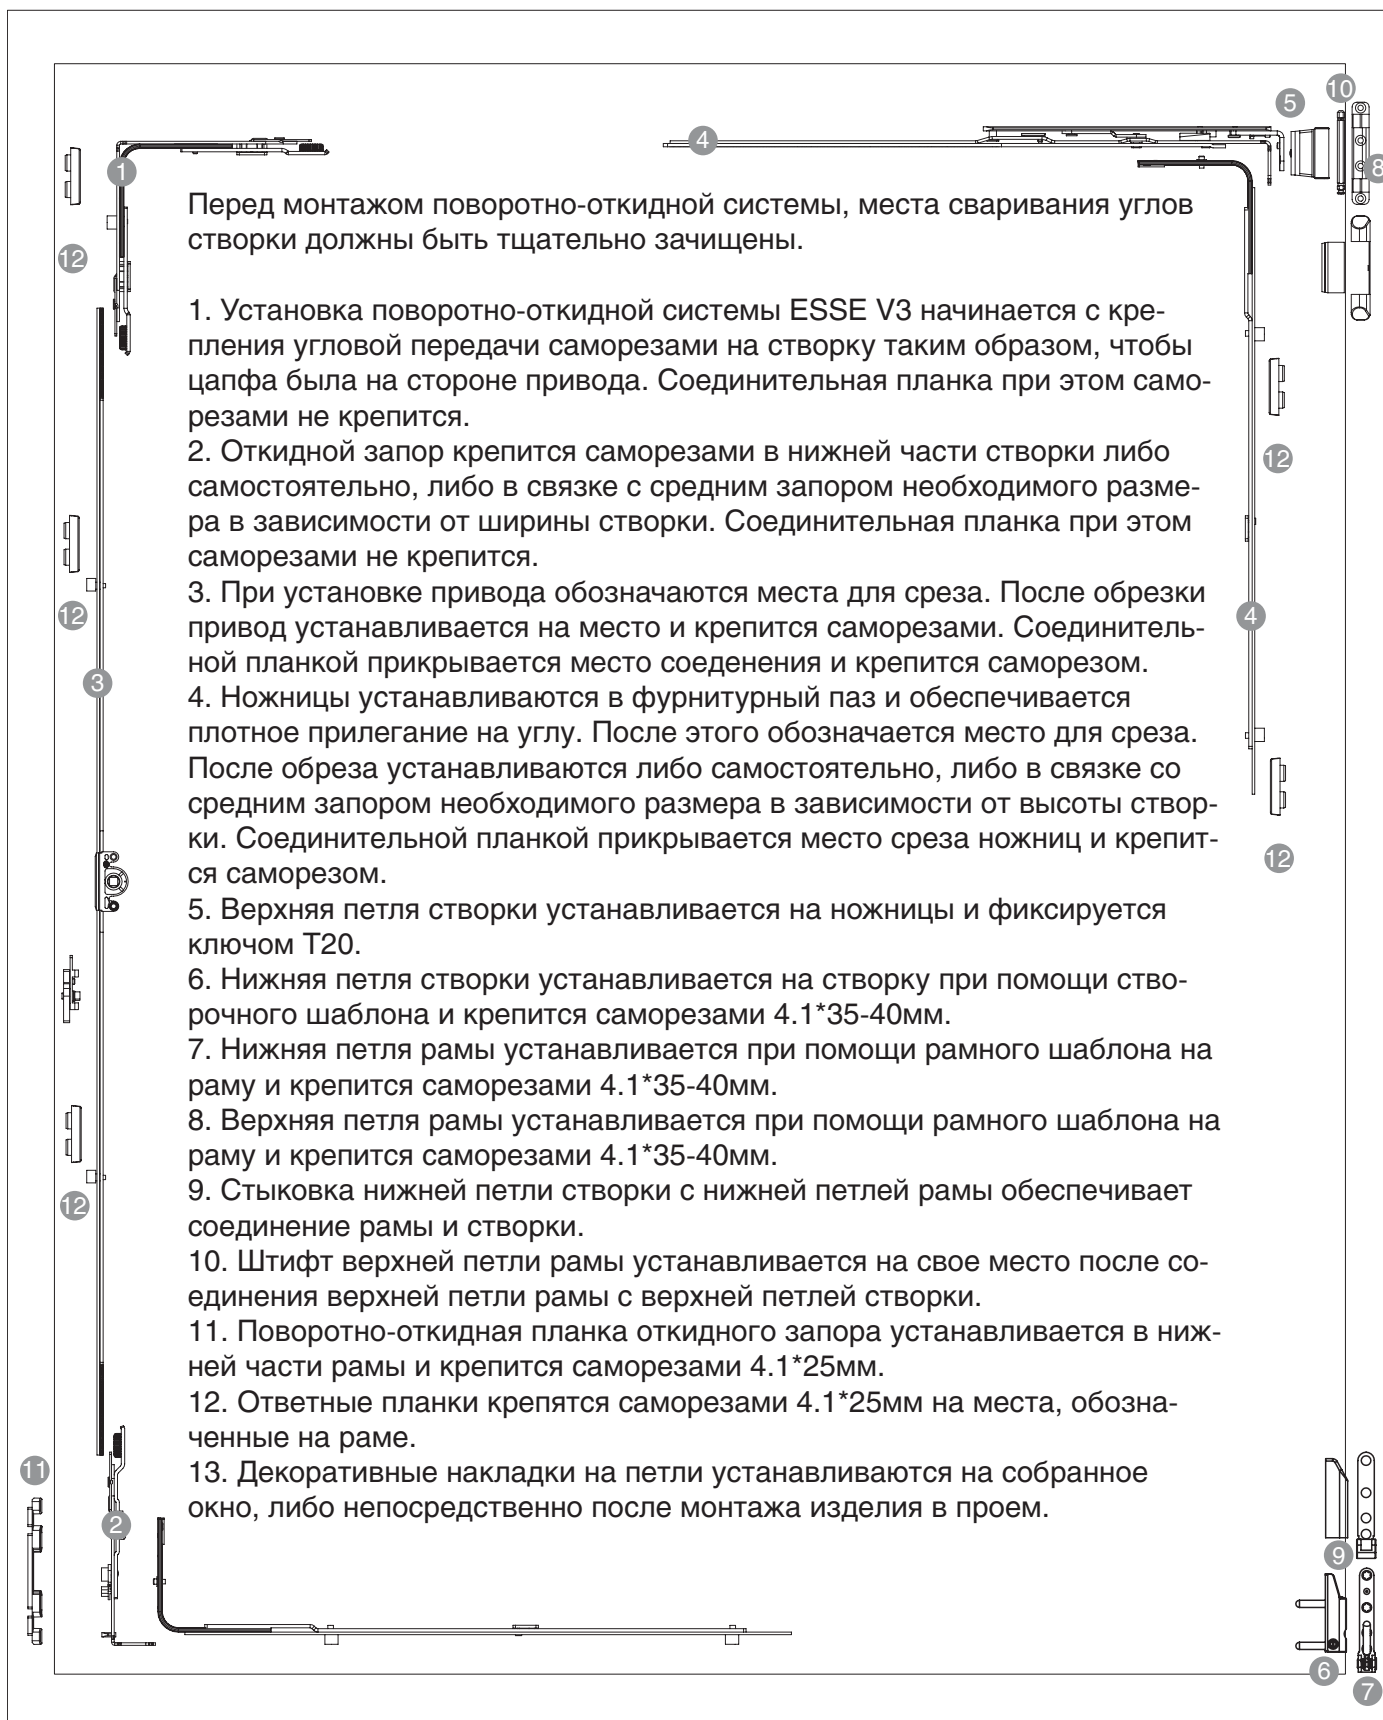 10
5
4
8
1
Перед монтажом поворотно-откидной системы, места сваривания углов
створки должны быть тщательно зачищены.
12
1. Установка поворотно-откидной системы ESSE V3 начинается с кре-
пления угловой передачи саморезами на створку таким образом, чтобы
цапфа была на стороне привода. Соединительная планка при этом само-
резами не крепится.
2. Откидной запор крепится саморезами в нижней части створки либо
12
самостоятельно, либо в связке с средним запором необходимого разме-
ра в зависимости от ширины створки. Соединительная планка при этом
саморезами не крепится.
3. При установке привода обозначаются места для среза. После обрезки
12
4
привод устанавливается на место и крепится саморезами. Соединитель-
ной планкой прикрывается место соеденения и крепится саморезом.
3
4. Ножницы устанавливаются в фурнитурный паз и обеспечивается
плотное прилегание на углу. После этого обозначается место для среза.
После обреза устанавливаются либо самостоятельно, либо в связке со
средним запором необходимого размера в зависимости от высоты створ-
ки. Соединительной планкой прикрывается место среза ножниц и крепит-
12
ся саморезом.
5. Верхняя петля створки устанавливается на ножницы и фиксируется
ключом Т20.
6. Нижняя петля створки устанавливается на створку при помощи ство-
рочного шаблона и крепится саморезами 4.1*35-40мм.
7. Нижняя петля рамы устанавливается при помощи рамного шаблона на
раму и крепится саморезами 4.1*35-40мм.
8. Верхняя петля рамы устанавливается при помощи рамного шаблона на
раму и крепится саморезами 4.1*35-40мм.
9. Стыковка нижней петли створки с нижней петлей рамы обеспечивает
12
соединение рамы и створки.
10. Штифт верхней петли рамы устанавливается на свое место после со-
единения верхней петли рамы с верхней петлей створки.
11. Поворотно-откидная планка откидного запора устанавливается в ниж-
ней части рамы и крепится саморезами 4.1*25мм.
12. Ответные планки крепятся саморезами 4.1*25мм на места, обозна-
ченные на раме.
11
13. Декоративные накладки на петли устанавливаются на собранное
окно, либо непосредственно после монтажа изделия в проем.
2
9
6
7